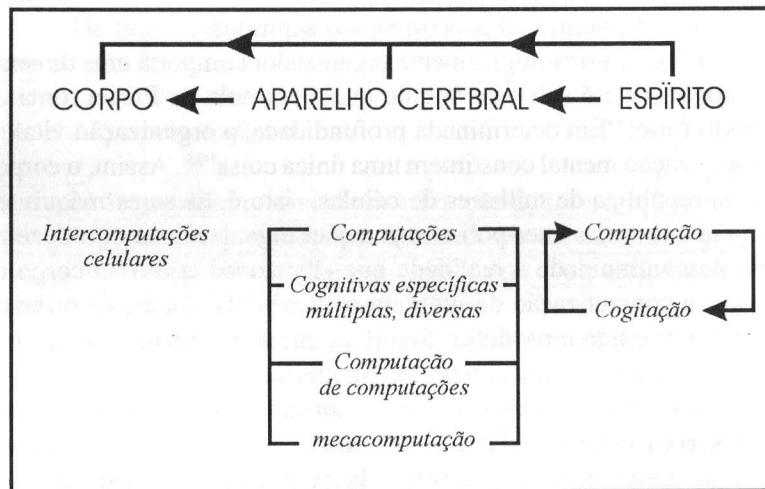 CORPO APARELHO CEREBRAL ESPÍRITO
Intercomputações Computações Computação
celulares
Cognitivas específicas
múltiplas, diversas
Cogitação
Computação
de computações
mecacomputação